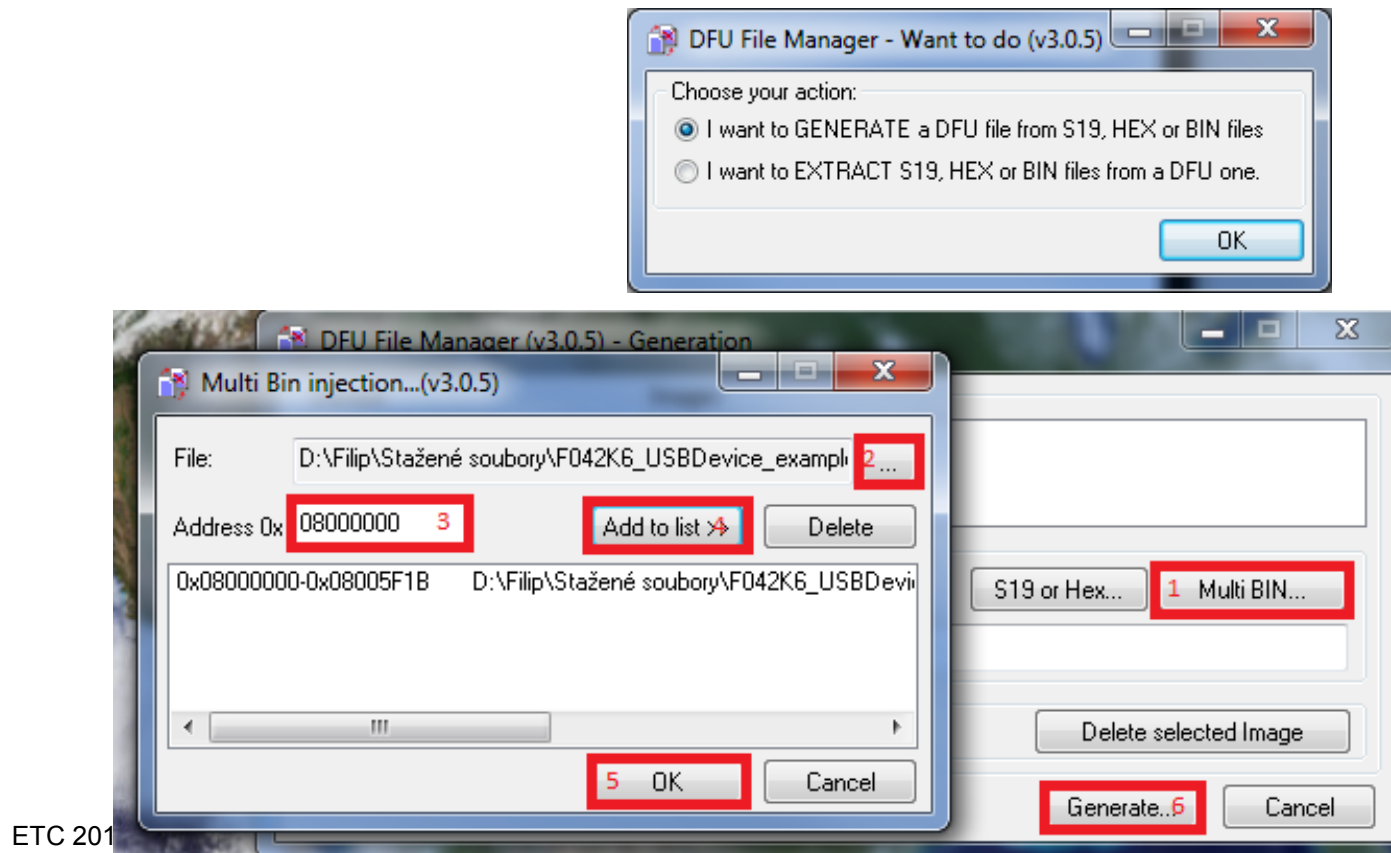 DFU File Manager - Want to do (v3.0.5)
Choose your action:
I want to GENERATE a DFU file from S19, HEX or BIN files
I want to EXTRACT S19, HEX or BIN files from a DFU one.
OK
DFU File Manager (v3.0.5) - Generation
Multi Bin injection...(v3.0.5)
File: D:\Filip\Stažené soubory\F042K6_USBDevice_exampl 2 ...
Address 0x 08000000 3 Add to list >> 4 Delete
0x08000000-0x08005F1B D:\Filip\Stažené soubory\F042K6_USBDevi
5 OK Cancel
S19 or Hex... 1 Multi BIN...
Delete selected Image
Generate... 6 Cancel
ETC 201